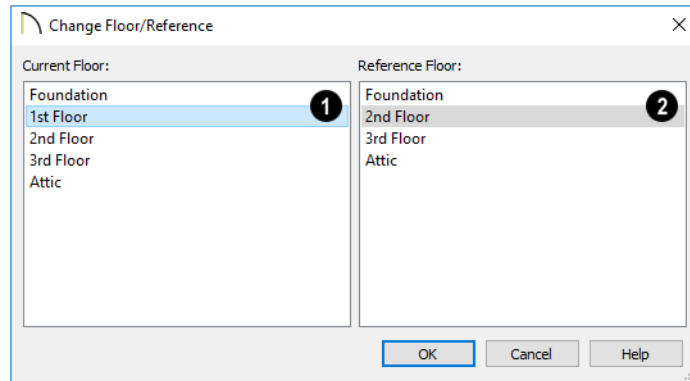 Change Floor/Reference
Current Floor:
Foundation
1st Floor
2nd Floor
3rd Floor
Attic
1
Reference Floor:
Foundation
2nd Floor
3rd Floor
Attic
2
OK
Cancel
Help